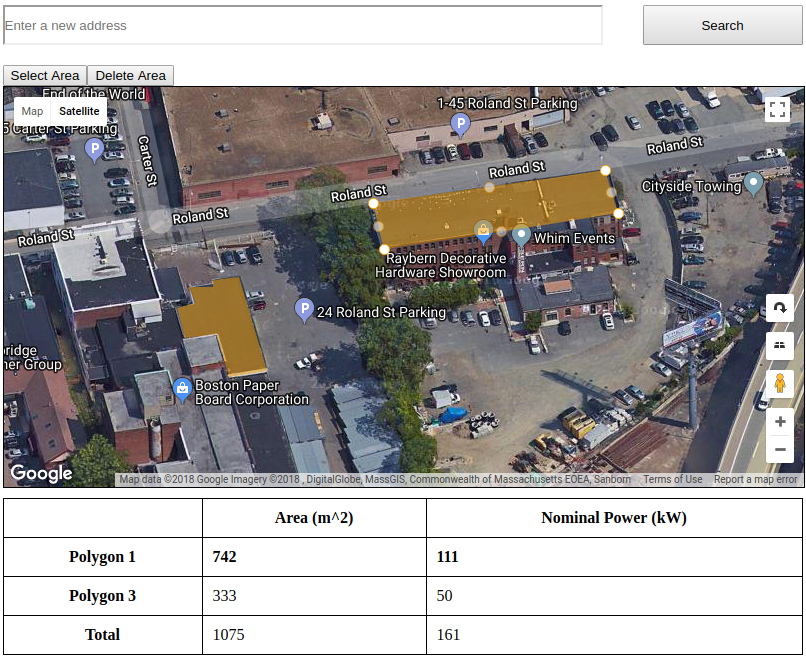 Enter a new address
Search
Select Area
Delete Area
End of the World
Map
Satellite
1-45 Roland St Parking
P
5 Carter St Parking
P
Carter St
Roland St
Roland St
Roland St
Cityside Towing
Roland St
Roland St
Whim Events
Raybern Decorative
Hardware Showroom
P
24 Roland St Parking
bridge
ner Group
Boston Paper
Board Corporation
Google
Map data ©2018 Google Imagery ©2018 , DigitalGlobe, MassGIS, Commonwealth of Massachusetts EOEA, Sanborn
Terms of Use
Report a map error
Area (m^2)
Nominal Power (kW)
Polygon 1
742
111
Polygon 3
333
50
Total
1075
161